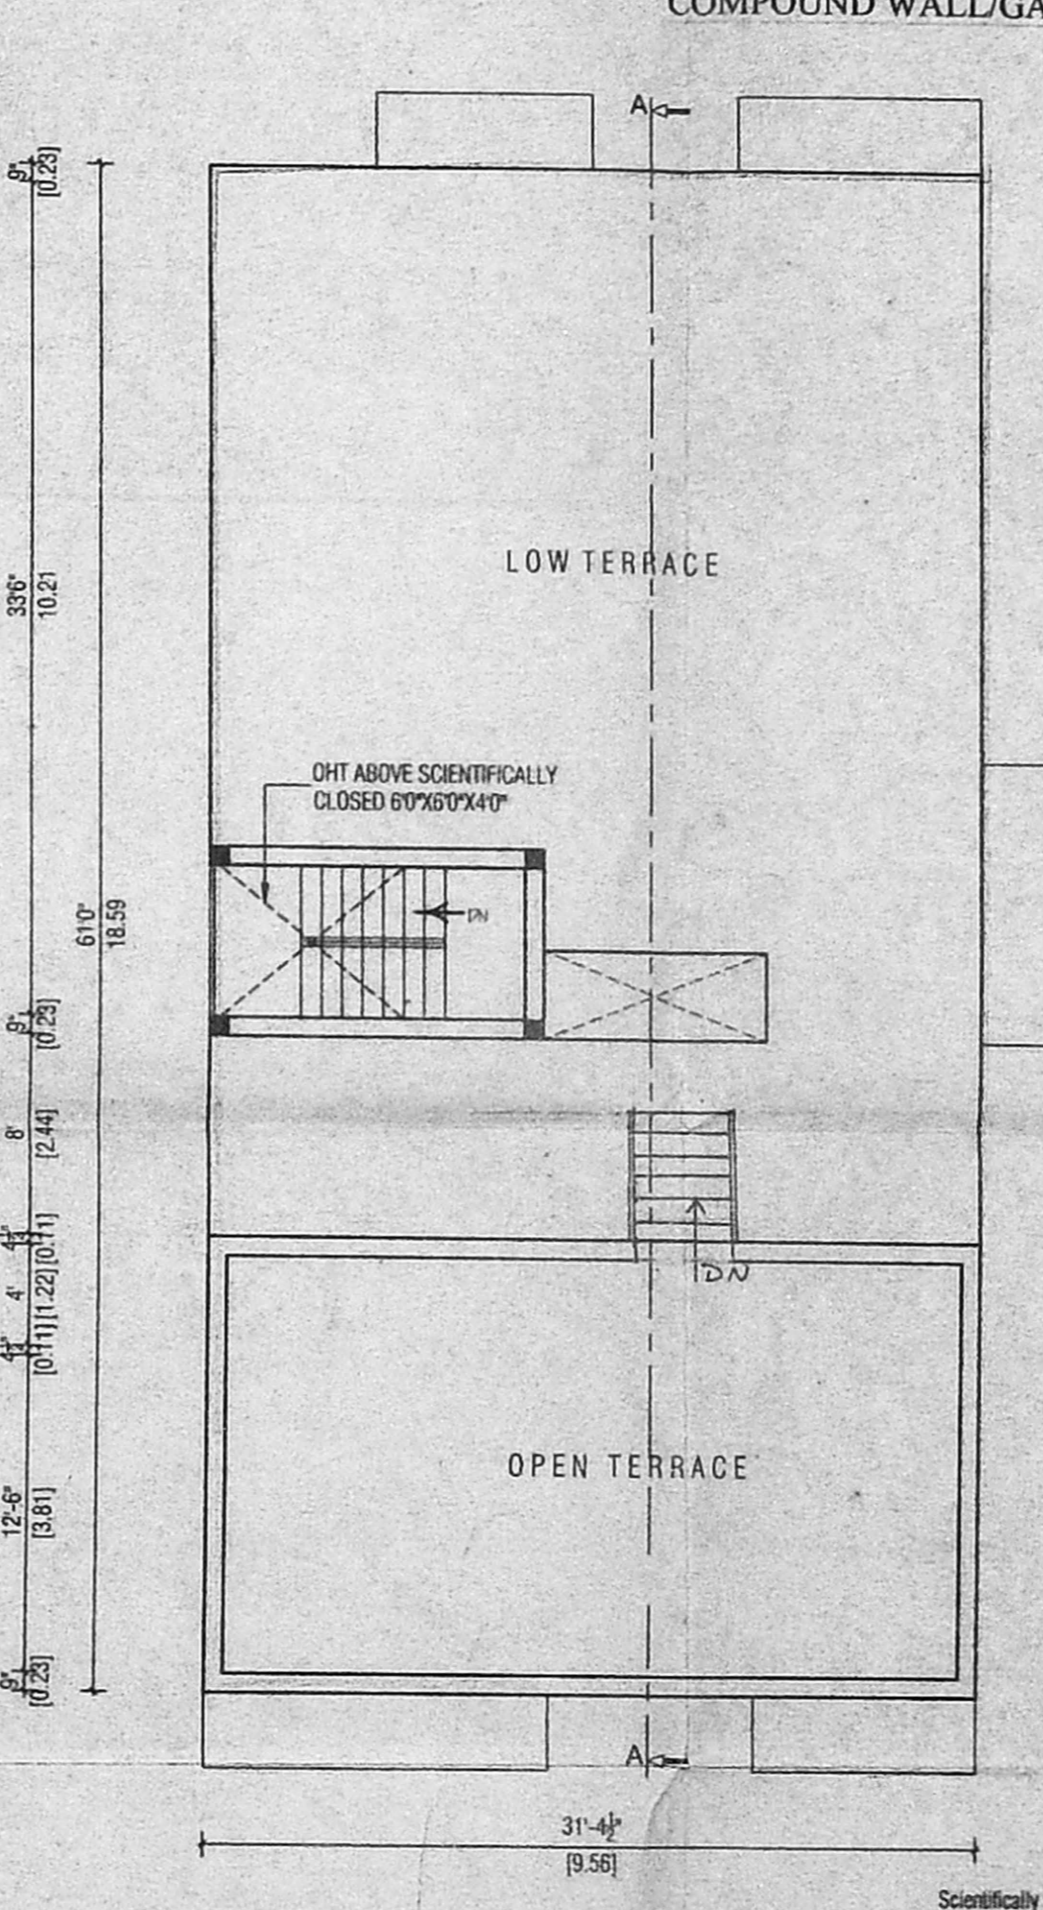 COMPOUND WALL/GA
A
9"
[0.23]
LOW TERRACE
33'6"
10.21
OHT ABOVE SCIENTIFICALLY
CLOSED 6'0"X6'0"X4'0"
DN
61'0"
18.59
9"
[0.23]
8'
[2.44]
4½"
[0.11]
DN
4'
[1.22]
4½"
[0.11]
OPEN TERRACE
12'-6"
[3.81]
9"
[0.23]
A
31'-4½"
[9.56]
Scientifically